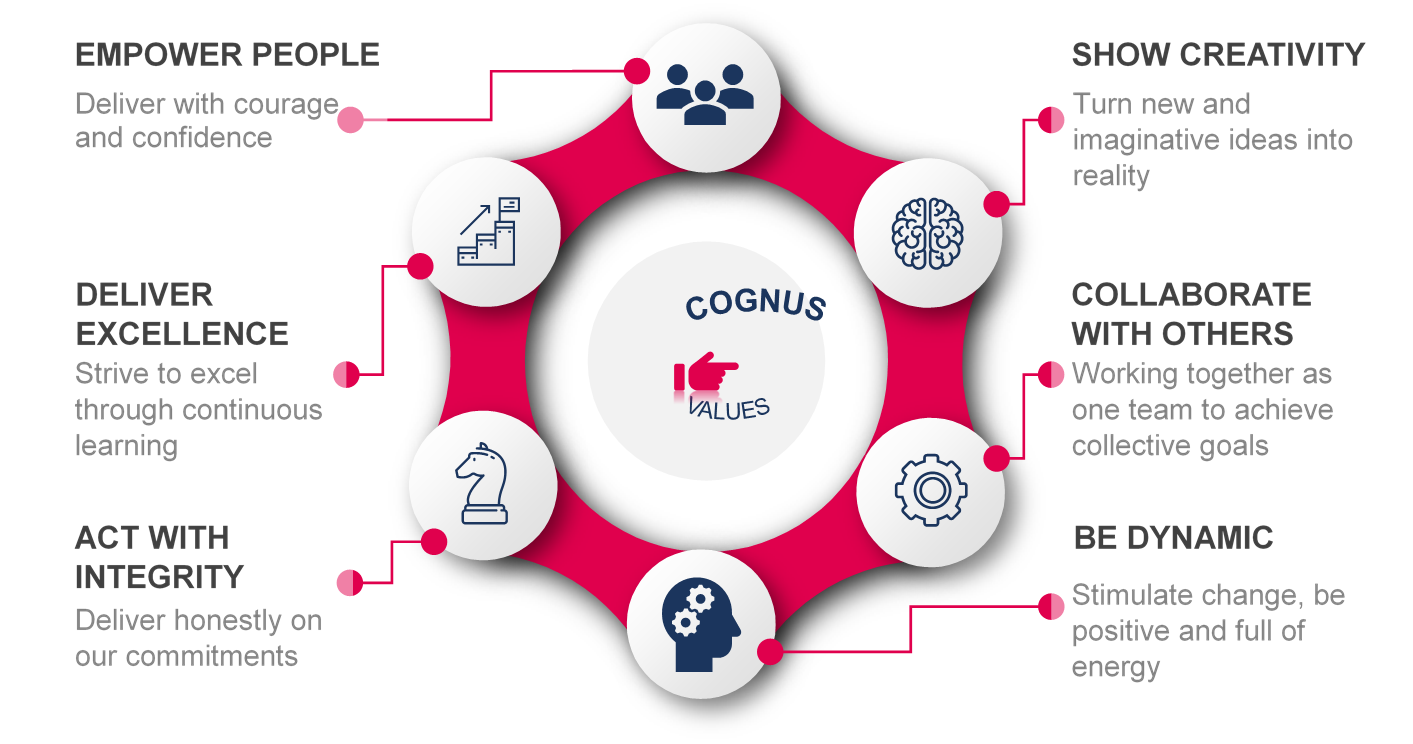 EMPOWER PEOPLE
Deliver with courage
and confidence
DELIVER
EXCELLENCE
Strive to excel
through continuous
learning
ACT WITH
INTEGRITY
Deliver honestly on
our commitments
COGNUS
VALUES
SHOW CREATIVITY
Turn new and
imaginative ideas into
reality
COLLABORATE
WITH OTHERS
Working together as
one team to achieve
collective goals
BE DYNAMIC
Stimulate change, be
positive and full of
energy